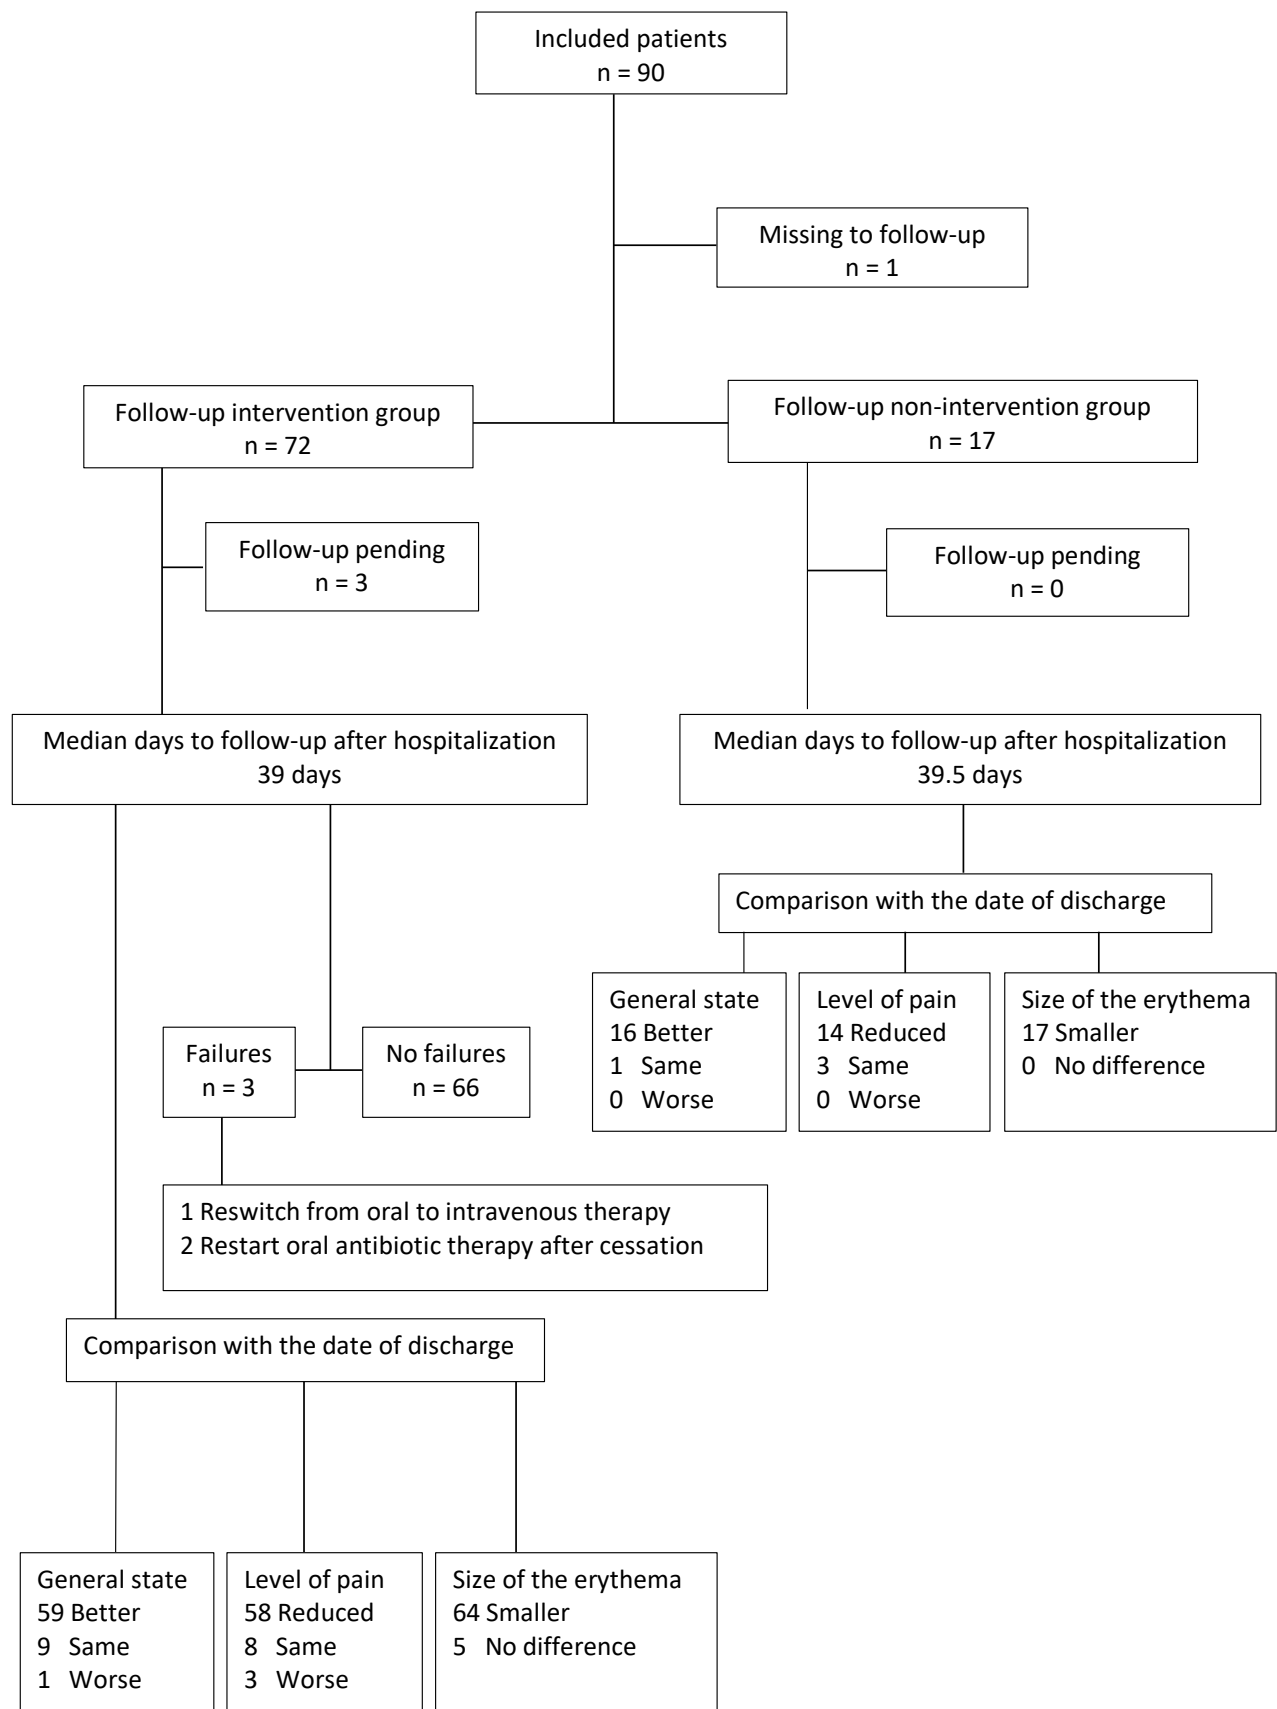 Included patients
n = 90
Missing to follow-up
n = 1
Follow-up intervention group
n = 72
Follow-up non-intervention group
n = 17
Follow-up pending
n = 3
Follow-up pending
n = 0
Median days to follow-up after hospitalization
39 days
Median days to follow-up after hospitalization
39.5 days
Comparison with the date of discharge
General state
16 Better
1 Same
0 Worse
Level of pain
14 Reduced
3 Same
0 Worse
Size of the erythema
17 Smaller
0 No difference
Failures
n = 3
No failures
n = 66
1 Reswitch from oral to intravenous therapy
2 Restart oral antibiotic therapy after cessation
Comparison with the date of discharge
General state
59 Better
9 Same
1 Worse
Level of pain
58 Reduced
8 Same
3 Worse
Size of the erythema
64 Smaller
5 No difference